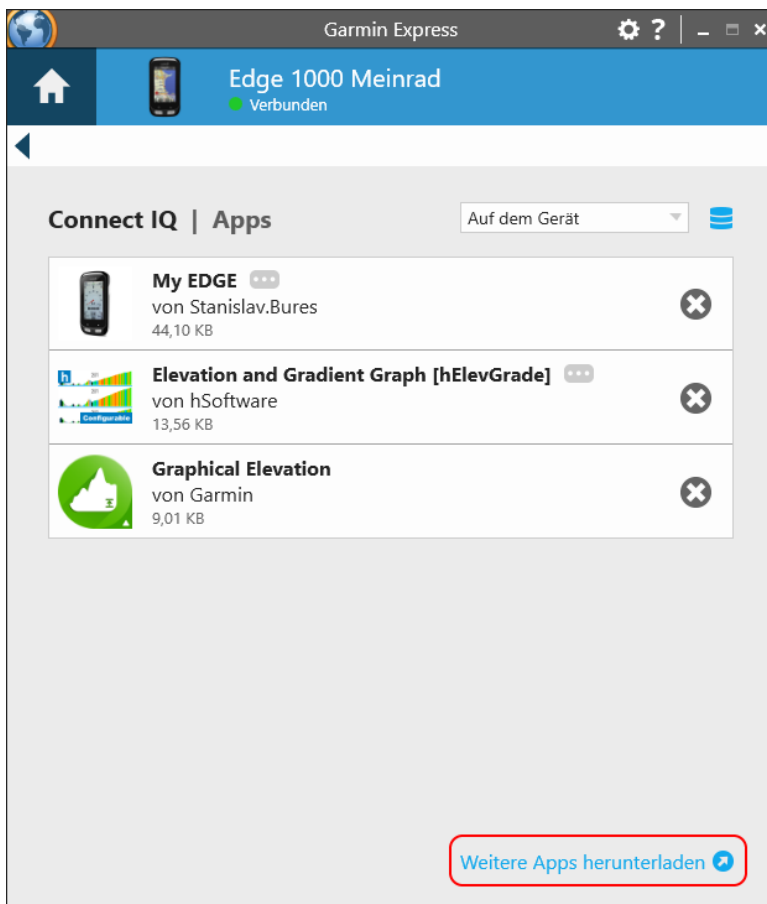 Garmin Express
Edge 1000 Meinrad
Verbunden
Connect IQ | Apps
Auf dem Gerät
My EDGE
von Stanislav.Bures
44,10 KB
h
Elevation and Gradient Graph [hElevGrade]
von hSoftware
Configurable
13,56 KB
Graphical Elevation
von Garmin
9,01 KB
Weitere Apps herunterladen